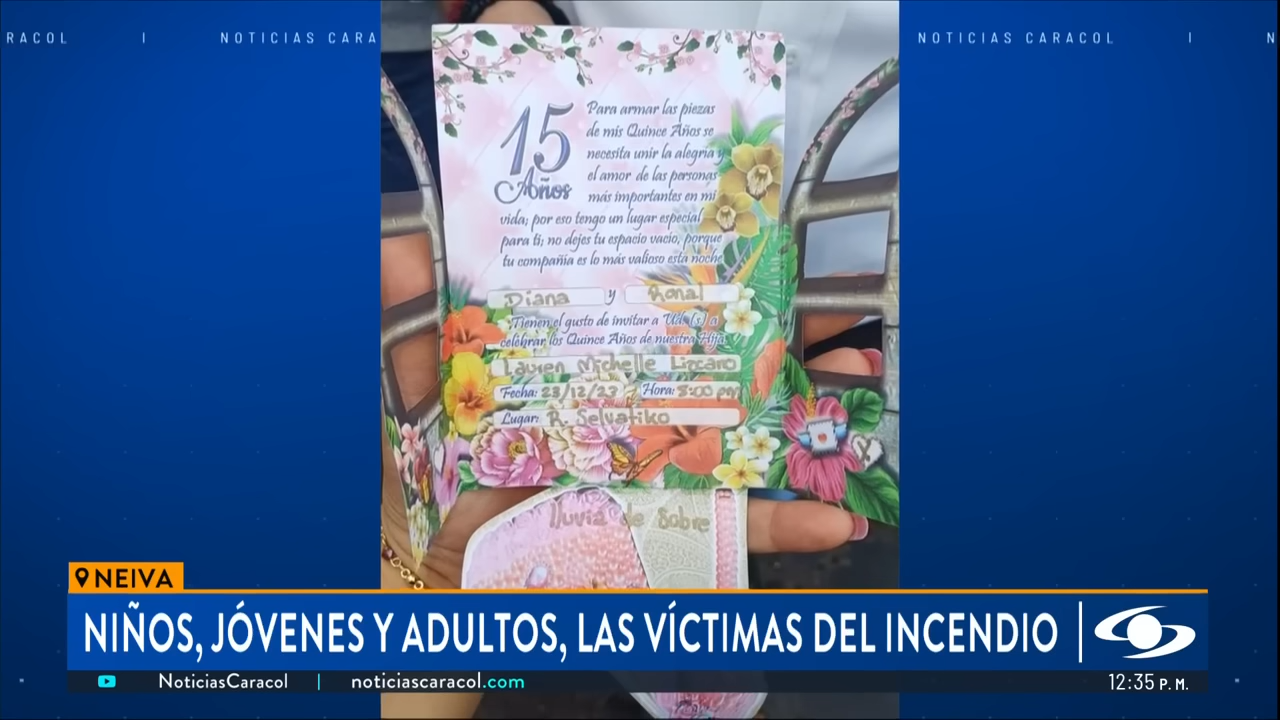 RACOL | NOTICIAS CARA
NOTICIAS CARACOL | N
15
Años
Para armar las piezas
de mis Quince Años se
necesita unir la alegria y
el amor de las personas
más importantes en mi
vida; por eso tengo un lugar especial
para ti; no dejes tu espacio vacio, porque
tu compañia es lo más valioso esta noche
Diana y Ronal
Tienen el gusto de invitar a Ud. (s) a
celebrar los Quince Años de nuestra Hija
Lauren Michelle Lizcano
Fecha: 23/12/23 Hora: 8:00 pm
Lugar: R. Selvatiko
lluvia de Sobre
NEIVA
NIÑOS, JÓVENES Y ADULTOS, LAS VÍCTIMAS DEL INCENDIO
NoticiasCaracol | noticiascaracol.com
12:35 P. M.